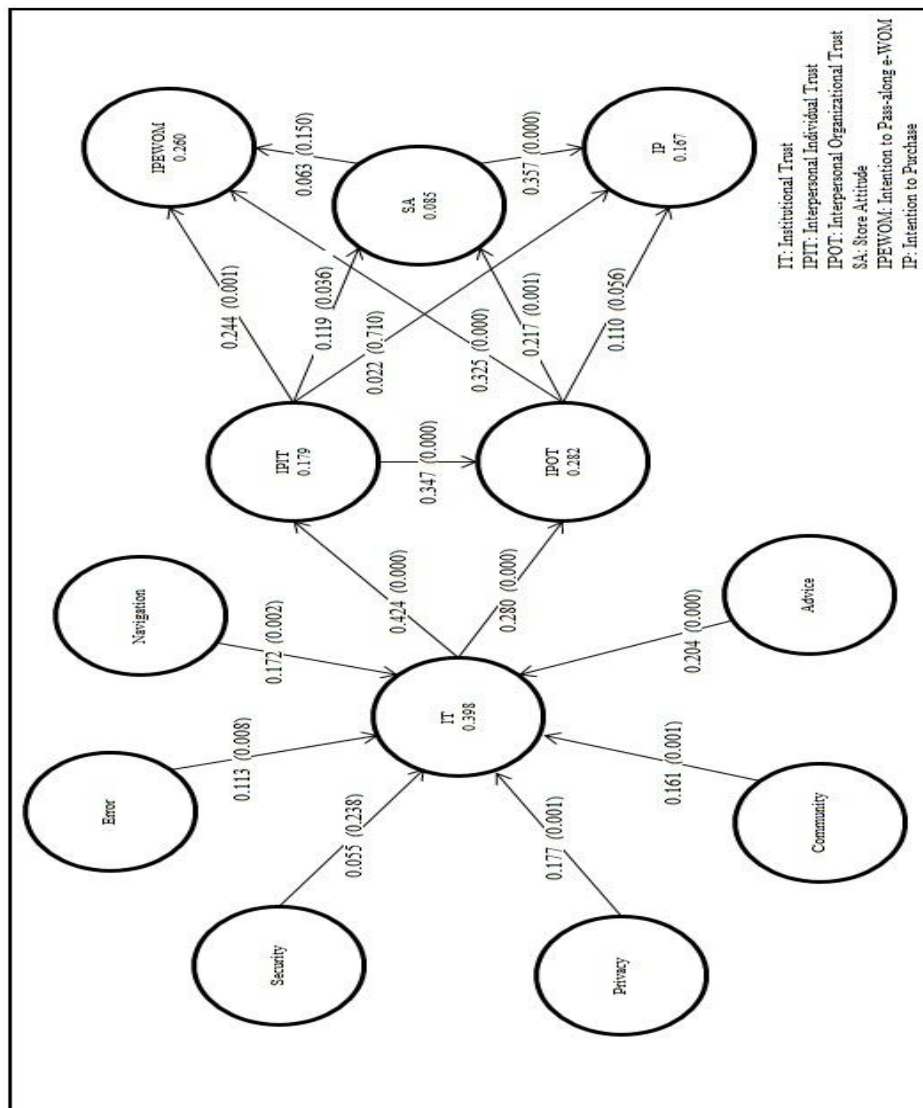 Error
Navigation
Security
Privacy
Community
Advice
0.113 (0.008)
0.172 (0.002)
0.055 (0.238)
0.177 (0.001)
0.161 (0.001)
0.204 (0.000)
IT
0.398
0.424 (0.000)
0.280 (0.000)
IPIT
0.179
0.347 (0.000)
IPOT
0.282
0.244 (0.001)
0.119 (0.036)
0.022 (0.710)
0.325 (0.000)
0.217 (0.001)
0.110 (0.056)
SA
0.085
0.063 (0.150)
0.357 (0.000)
IPEWOM
0.260
IP
0.167
IT: Institutional Trust
IPIT: Interpersonal Individual Trust
IPOT: Interpersonal Organizational Trust
SA: Store Attitude
IPEWOM: Intention to Pass-along e-WOM
IP: Intention to Purchase